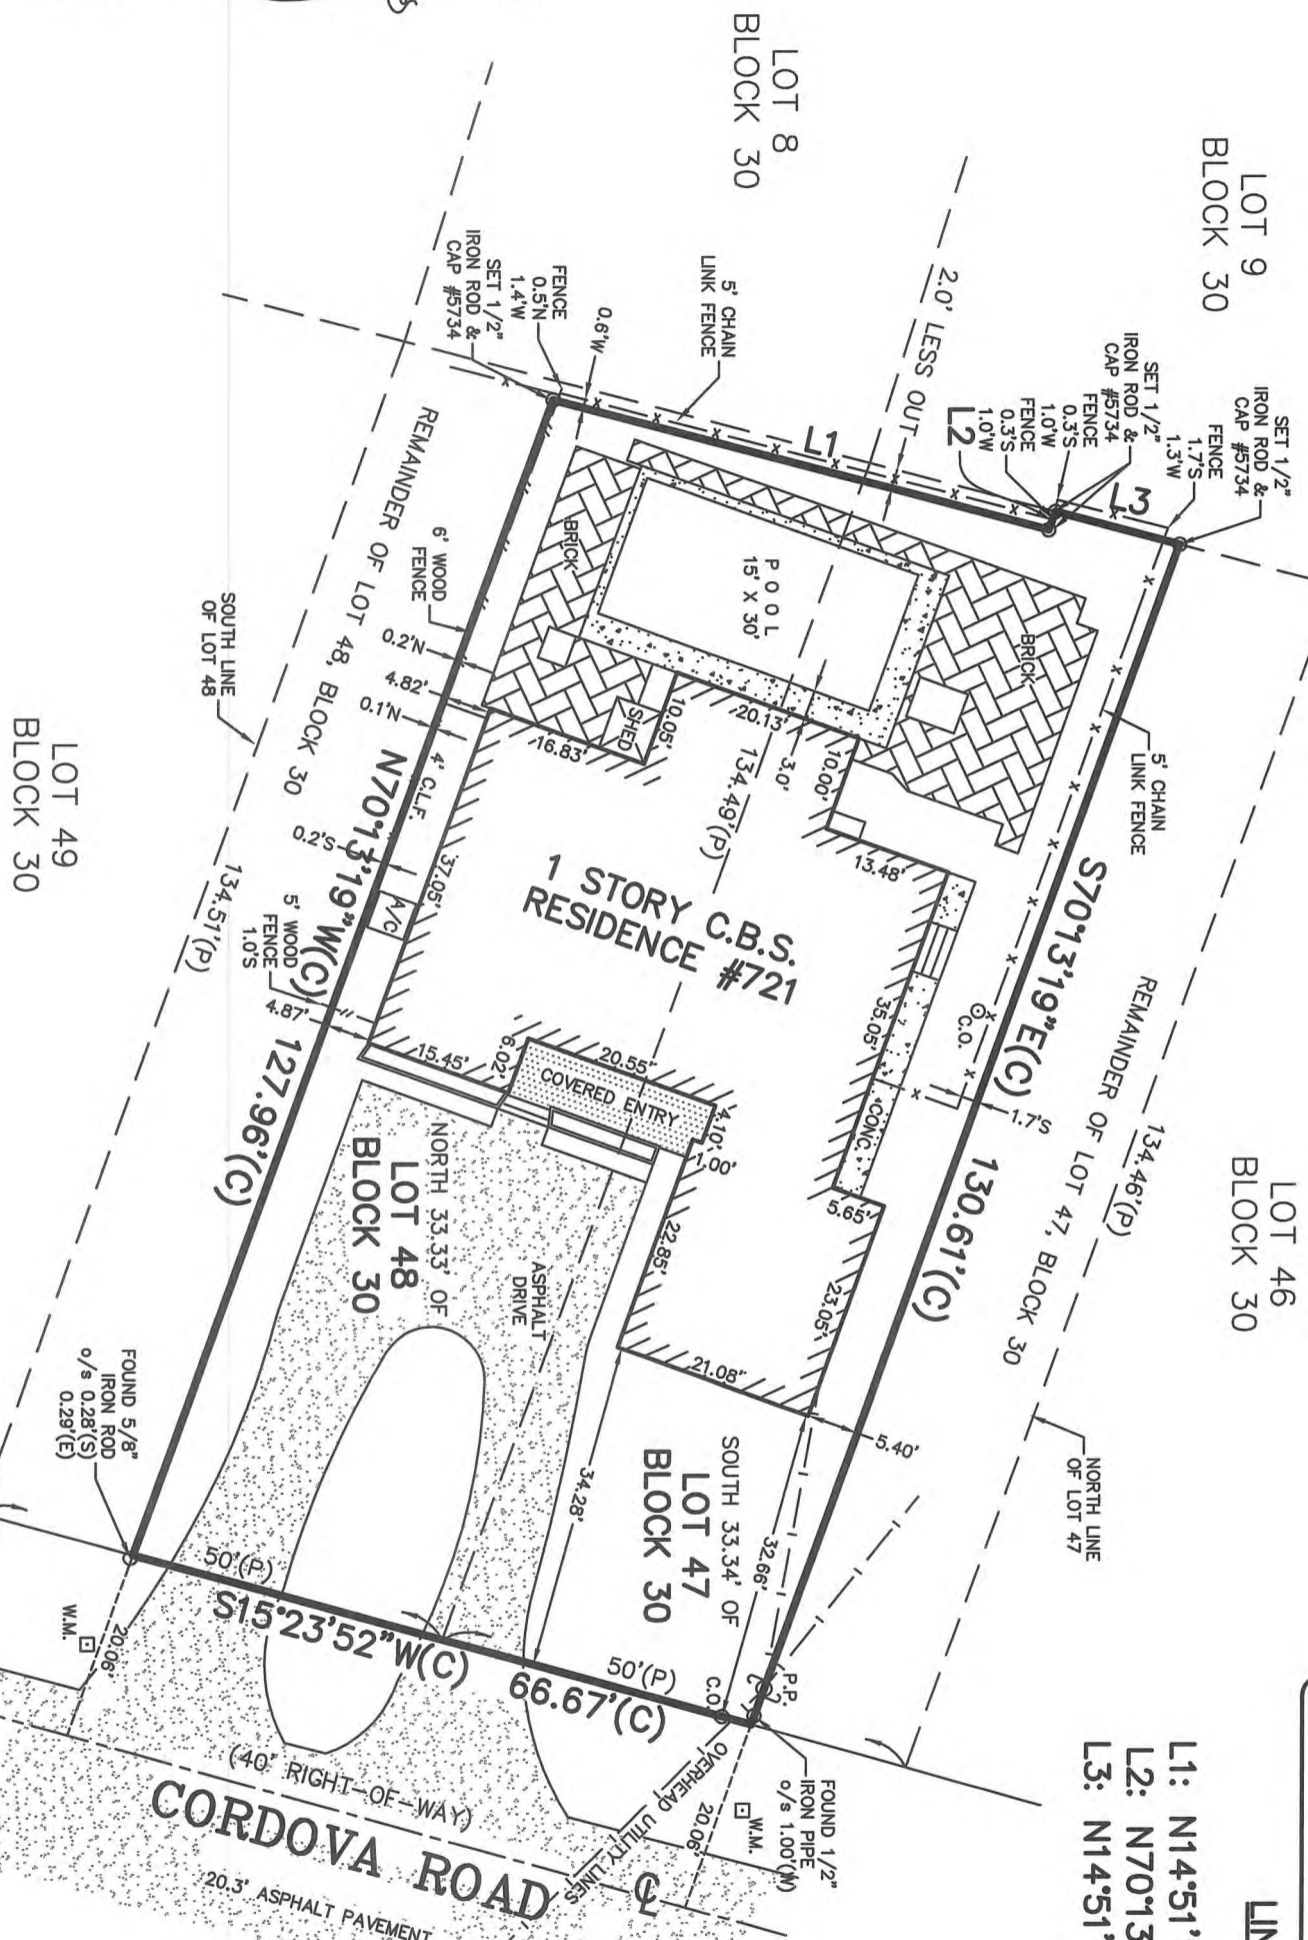 LOT 9
BLOCK 30
LOT 8
BLOCK 30
LOT 46
BLOCK 30
LOT 49
BLOCK 30
SET 1/2"
IRON ROD &
CAP #5734
FENCE
1.7'S
1.3'W
SET 1/2"
IRON ROD &
CAP #5734
FENCE
0.3'S
1.0'W
FENCE
0.3'S
1.0'W
L2
L3
L1
2.0' LESS OUT
5' CHAIN
LINK FENCE
0.6'W
FENCE
0.5'N
1.4'W
SET 1/2"
IRON ROD &
CAP #5734
REMAINDER OF LOT 48, BLOCK 30
SOUTH LINE
OF LOT 48
134.51'(P)
6' WOOD
FENCE
0.2'N
4.82'
0.1'N
4' C.L.F.
0.2'S
A/C
5' WOOD
FENCE
1.0'S
4.87'
N70°13'19"W(C)
127.96'(C)
BRICK
POOL
15' X 30'
BRICK
SHED
10.05'
16.83'
20.13'
3.0'
10.00'
134.49'(P)
13.48'
37.05'
35.05'
1 STORY C.B.S.
RESIDENCE #721
5' CHAIN
LINK FENCE
S70°13'19"E(C)
130.61'(C)
C.O.
1.7'S
CONC.
REMAINDER OF LOT 47, BLOCK 30
134.46'(P)
NORTH LINE
OF LOT 47
15.45'
6.02'
20.55'
COVERED ENTRY
4.10'
1.00'
22.85'
5.65'
23.05'
21.08'
5.40'
32.66'
34.28'
NORTH 33.33' OF
LOT 48
BLOCK 30
ASPHALT
DRIVE
SOUTH 33.34' OF
LOT 47
BLOCK 30
FOUND 5/8"
IRON ROD
o/s 0.28'(S)
0.29'(E)
50'(P)
S15°23'52"W(C)
66.67'(C)
50'(P)
C.O.
P.P.
W.M.
20.06'
FOUND 1/2"
IRON PIPE
o/s 1.00'(W)
W.M.
20.06'
OVERHEAD UTILITY LINES
(40' RIGHT-OF-WAY)
CORDOVA ROAD
20.3' ASPHALT PAVEMENT
L1: N14°51'
L2: N70°13
L3: N14°51'